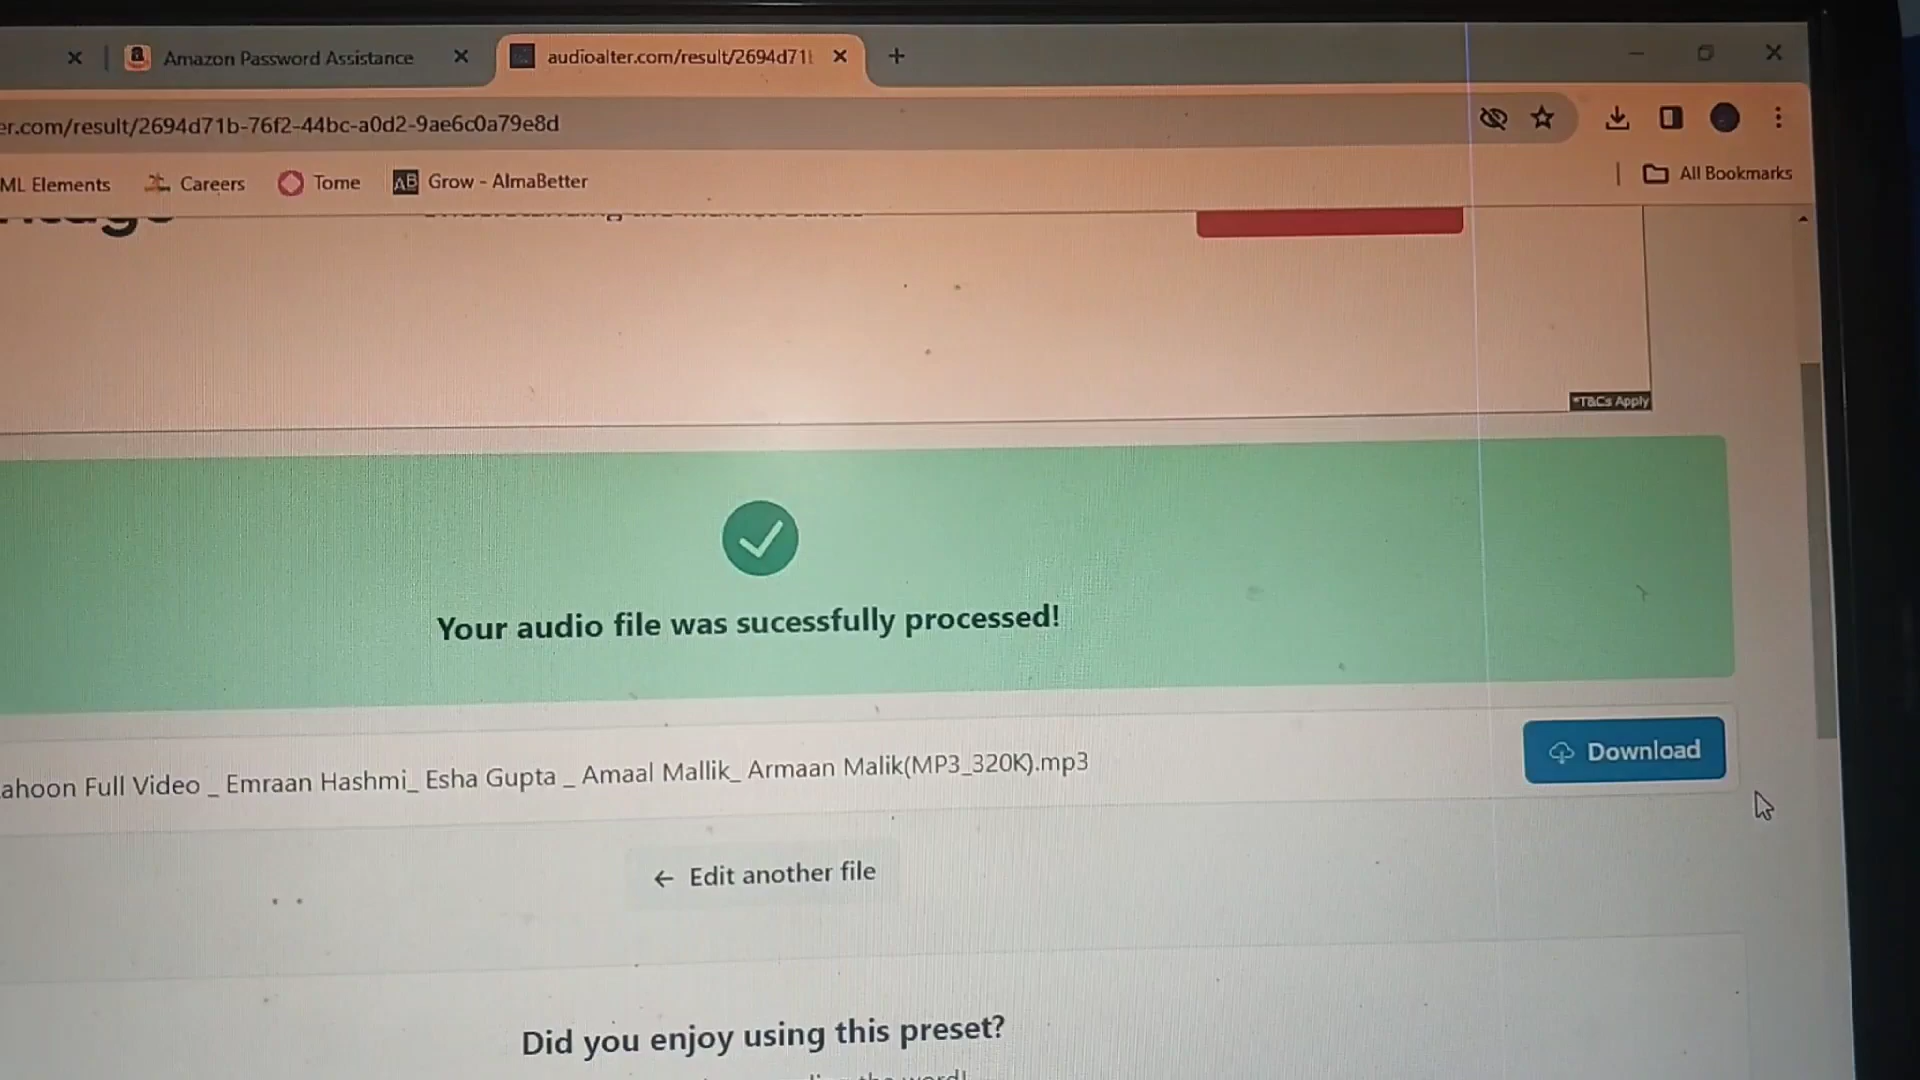 Amazon Password Assistance
audioalter.com/result/2694d71
er.com/result/2694d71b-76f2-44bc-a0d2-9ae6c0a79e8d
ML Elements Careers Tome AB Grow - AlmaBetter All Bookmarks
*T&Cs Apply
Your audio file was sucessfully processed!
ahoon Full Video _ Emraan Hashmi_ Esha Gupta _ Amaal Mallik_ Armaan Malik(MP3_320K).mp3
Download
← Edit another file
Did you enjoy using this preset?